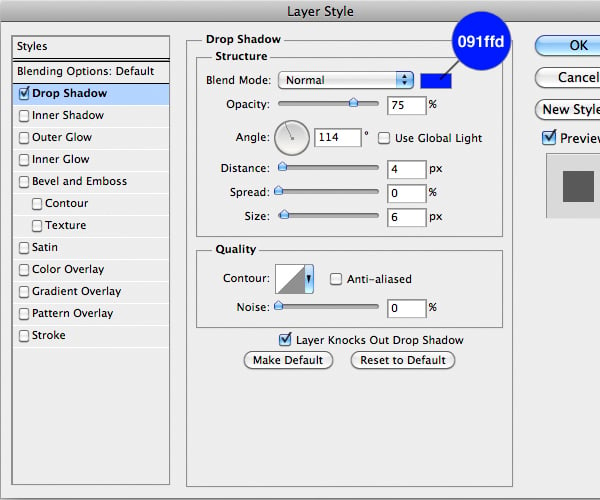 Layer Style
Styles
Blending Options: Default
Drop Shadow
Inner Shadow
Outer Glow
Inner Glow
Bevel and Emboss
Contour
Texture
Satin
Color Overlay
Gradient Overlay
Pattern Overlay
Stroke
Drop Shadow
Structure
091ffd
Blend Mode: Normal
Opacity: 75 %
Angle: 114 ° Use Global Light
Distance: 4 px
Spread: 0 %
Size: 6 px
Quality
Contour: Anti-aliased
Noise: 0 %
Layer Knocks Out Drop Shadow
Make Default Reset to Default
OK
Cancel
New Style
Preview